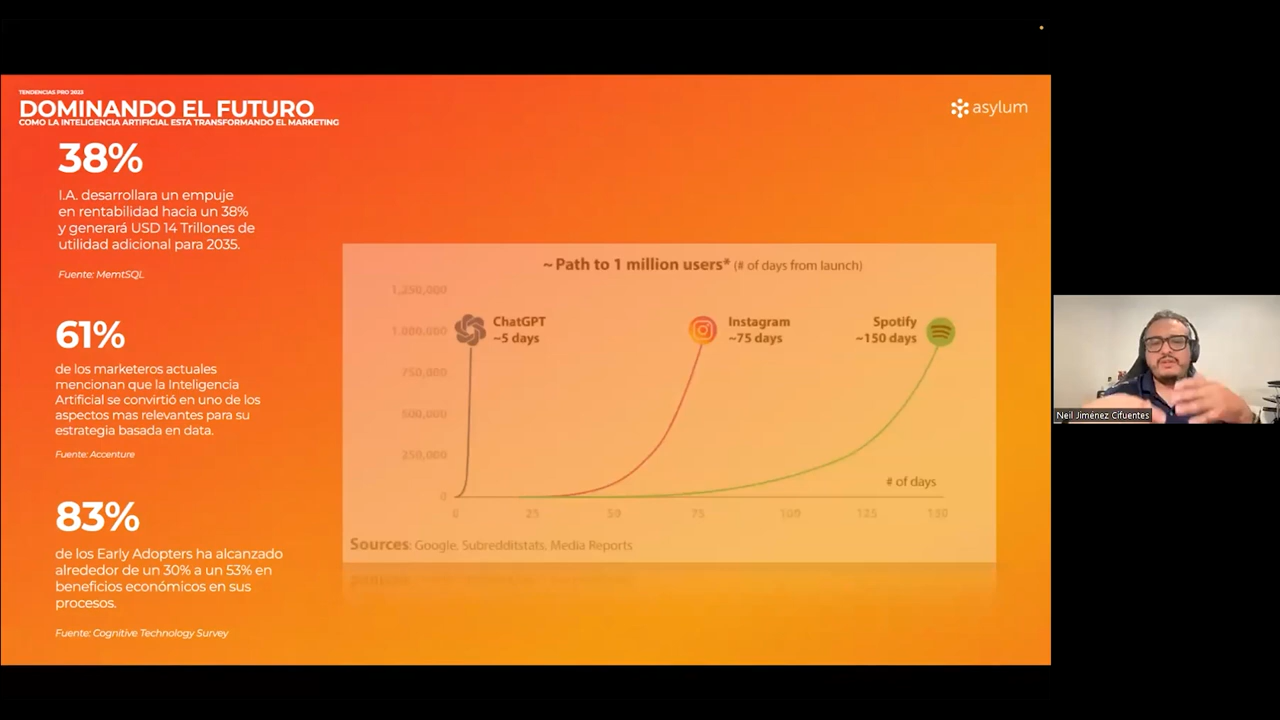 TENDENCIAS PRO 2023
DOMINANDO EL FUTURO
COMO LA INTELIGENCIA ARTIFICIAL ESTA TRANSFORMANDO EL MARKETING
asylum
38%
I.A. desarrollara un empuje
en rentabilidad hacia un 38%
y generará USD 14 Trillones de
utilidad adicional para 2035.
Fuente: MemtSQL
61%
de los marketeros actuales
mencionan que la Inteligencia
Artificial se convirtió en uno de los
aspectos mas relevantes para su
estrategia basada en data.
Fuente: Accenture
83%
de los Early Adopters ha alcanzado
alrededor de un 30% a un 53% en
beneficios económicos en sus
procesos.
Fuente: Cognitive Technology Survey
~ Path to 1 million users* (# of days from launch)
1,250,000
1,000,000
750,000
500,000
250,000
0
ChatGPT
~5 days
Instagram
~75 days
Spotify
~150 days
# of days
0 25 50 75 100 125 150
Sources: Google, Subredditstats, Media Reports
Neil Jiménez Cifuentes